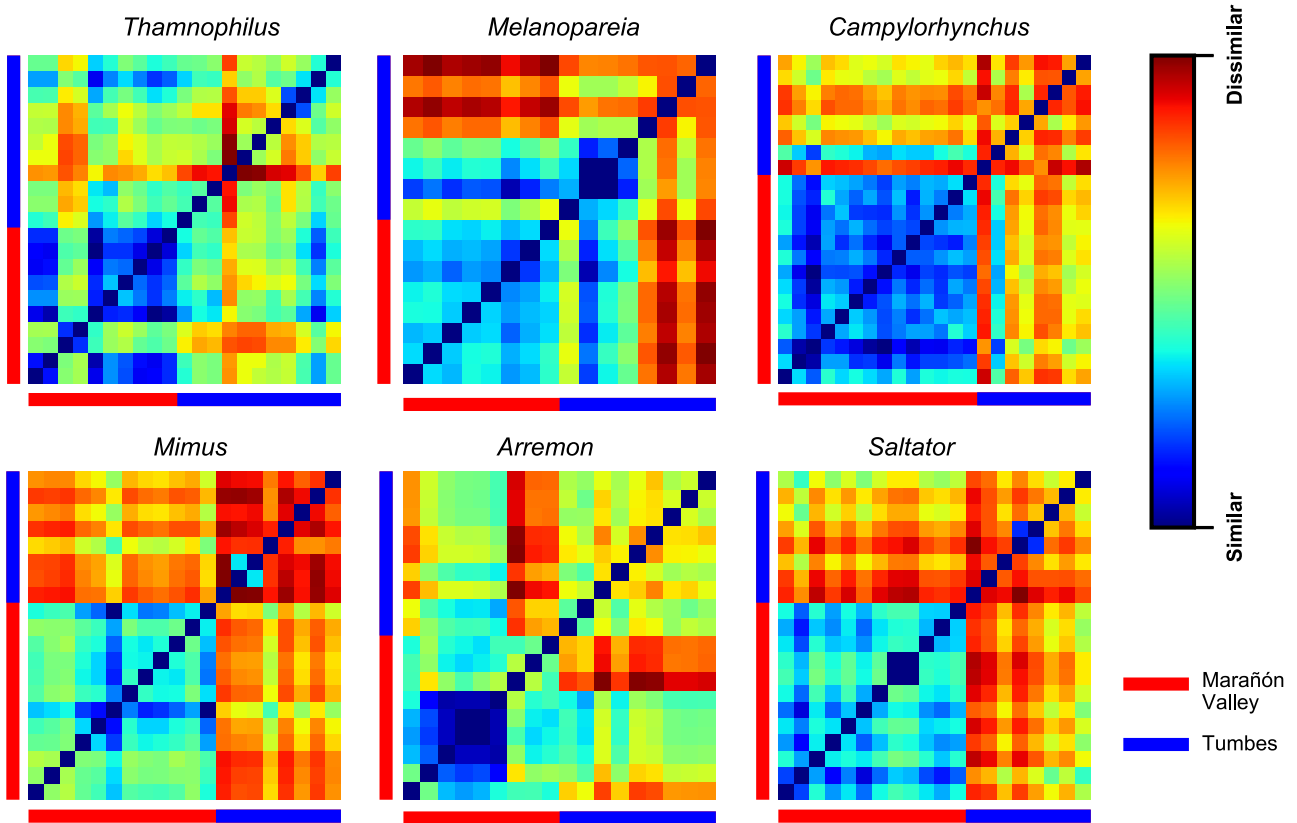 Thamnophilus
Melanopareia
Campylorhynchus
Dissimilar
Similar
Mimus
Arremon
Saltator
Marañón
Valley
Tumbes